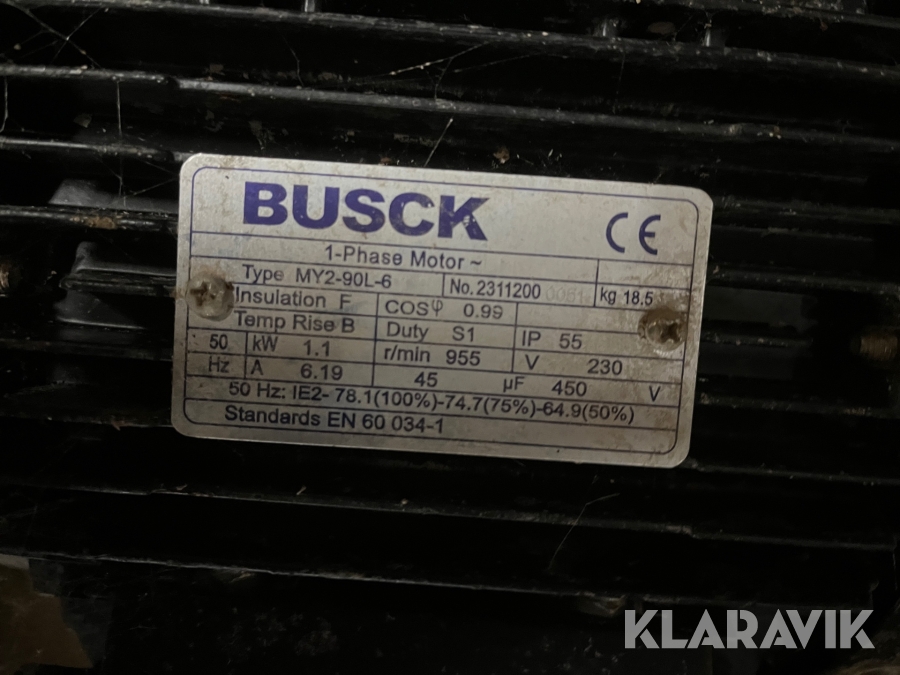 KLARAVIK
BUSCK
CE
1-Phase Motor ~
Type MY2-90L-6 No. 2311200 kg 18.5
Insulation F COSφ 0.99
Temp Rise B Duty S1 IP 55
50 Hz kW 1.1 r/min 955 V 230
A 6.19 45 µF 450 V
50 Hz: IE2- 78.1(100%)-74.7(75%)-64.9(50%)
Standards EN 60 034-1
KLARAVIK